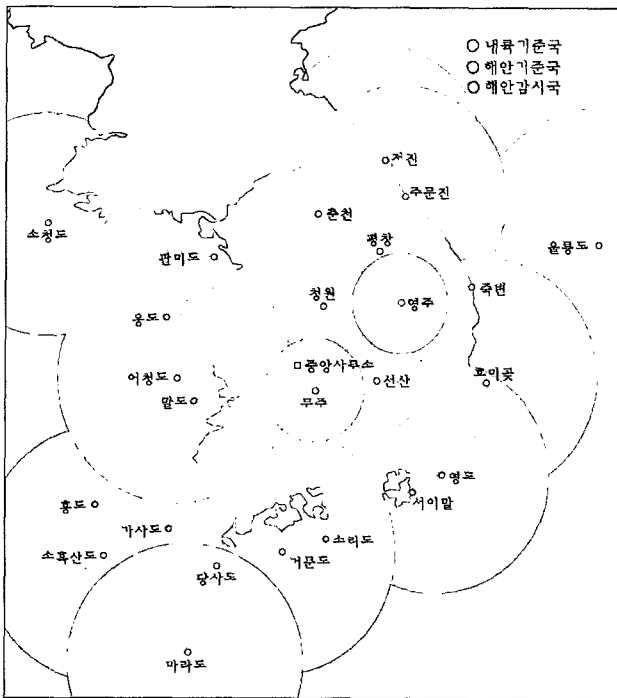 내륙기준국
해안기준국
해안감시국
저진
주문진
춘천
소청도
평창
울릉도
판미도
죽변
청원
영주
옹도
중앙사무소
어청도
선산
호미곶
무주
말도
영도
서이말
홍도
가사도
소리도
소흑산도
거문도
당사도
마라도